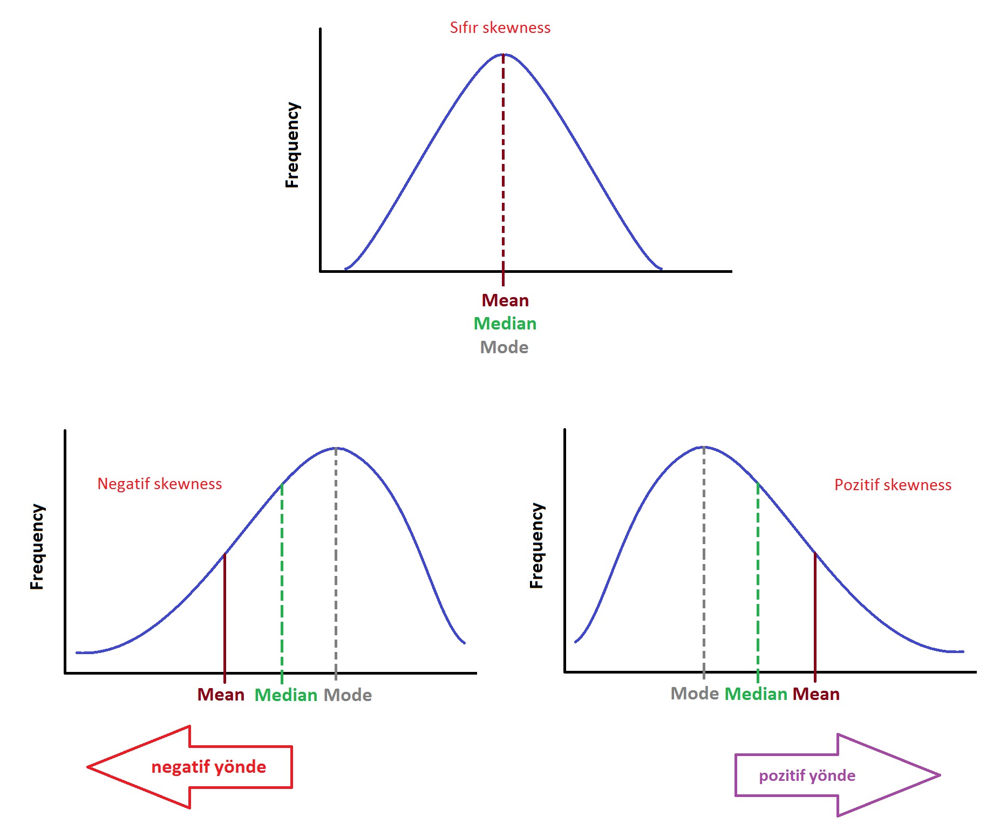 Sıfır skewness
Frequency
Mean
Median
Mode
Negatif skewness
Frequency
Mean Median Mode
negatif yönde
Pozitif skewness
Frequency
Mode Median Mean
pozitif yönde